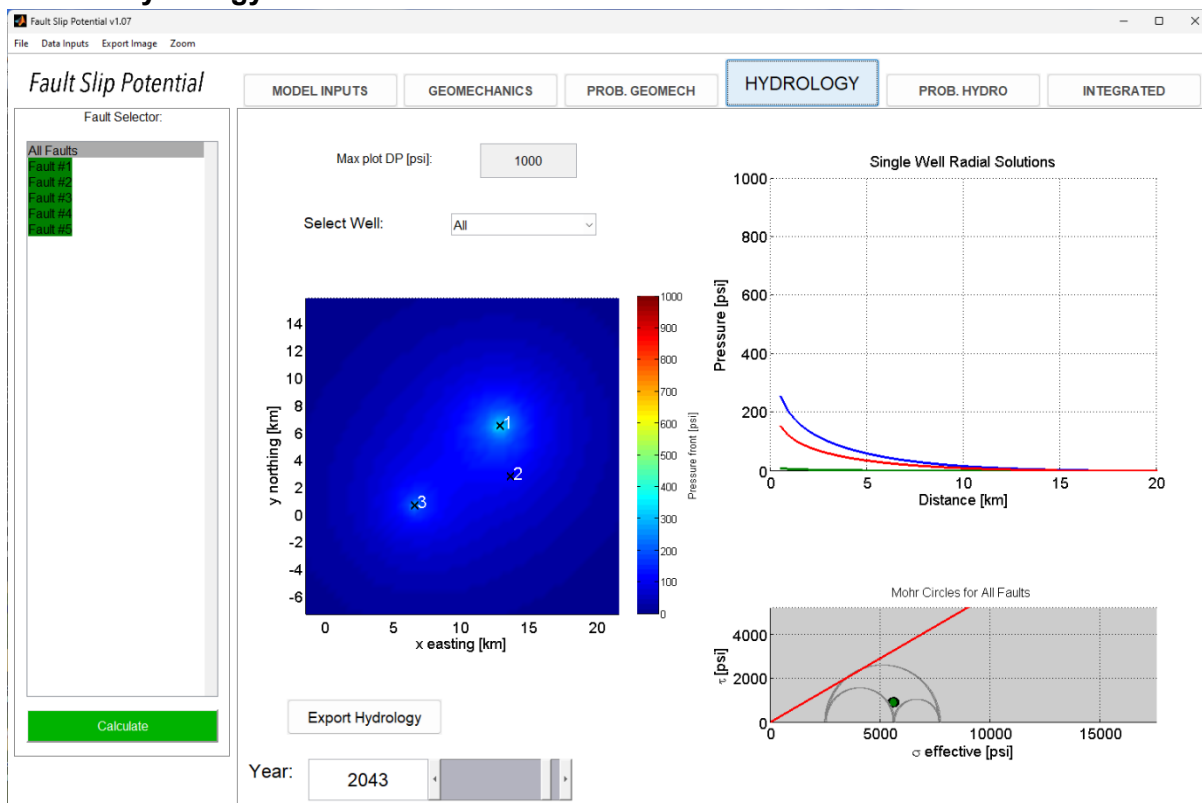 Fault Slip Potential v1.07
File Data Inputs Export Image Zoom
Fault Slip Potential
MODEL INPUTS
GEOMECHANICS
PROB. GEOMECH
HYDROLOGY
PROB. HYDRO
INTEGRATED
Fault Selector:
All Faults
Fault #1
Fault #2
Fault #3
Fault #4
Fault #5
Calculate
Max plot DP [psi]:
1000
Select Well:
All
14
12
10
8
6
4
2
0
-2
-4
-6
y northing [km]
0 5 10 15 20
x easting [km]
1
2
3
1000
900
800
700
600
500
400
300
200
100
0
Pressure front [psi]
Export Hydrology
Year:
2043
Single Well Radial Solutions
1000
800
600
400
200
0
Pressure [psi]
0 5 10 15 20
Distance [km]
Mohr Circles for All Faults
4000
2000
0
τ [psi]
0 5000 10000 15000
σ effective [psi]